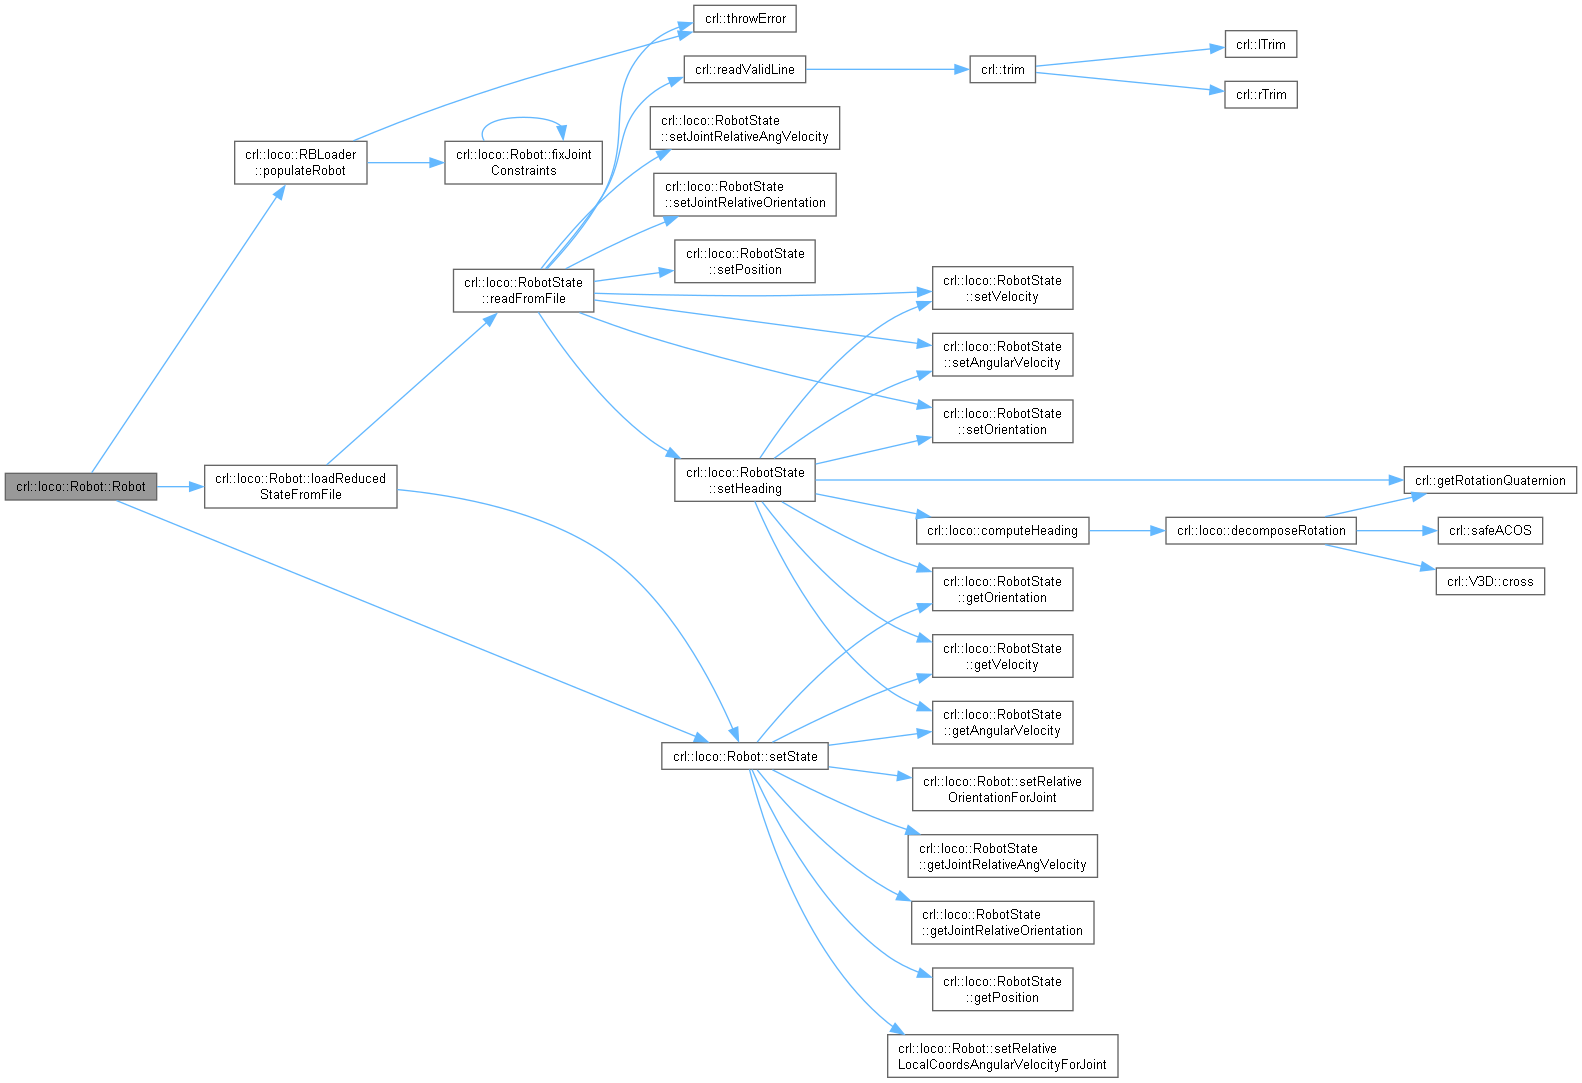 crl::throwError
crl::readValidLine
crl::trim
crl::lTrim
crl::rTrim
crl::loco::RobotState
::setJointRelativeAngVelocity
crl::loco::RBLoader
::populateRobot
crl::loco::Robot::fixJoint
Constraints
crl::loco::RobotState
::setJointRelativeOrientation
crl::loco::RobotState
::setPosition
crl::loco::RobotState
::readFromFile
crl::loco::RobotState
::setVelocity
crl::loco::RobotState
::setAngularVelocity
crl::loco::RobotState
::setOrientation
crl::loco::Robot::Robot
crl::loco::Robot::loadReduced
StateFromFile
crl::loco::RobotState
::setHeading
crl::getRotationQuaternion
crl::loco::computeHeading
crl::loco::decomposeRotation
crl::safeACOS
crl::V3D::cross
crl::loco::RobotState
::getOrientation
crl::loco::RobotState
::getVelocity
crl::loco::RobotState
::getAngularVelocity
crl::loco::Robot::setState
crl::loco::Robot::setRelative
OrientationForJoint
crl::loco::RobotState
::getJointRelativeAngVelocity
crl::loco::RobotState
::getJointRelativeOrientation
crl::loco::RobotState
::getPosition
crl::loco::Robot::setRelative
LocalCoordsAngularVelocityForJoint